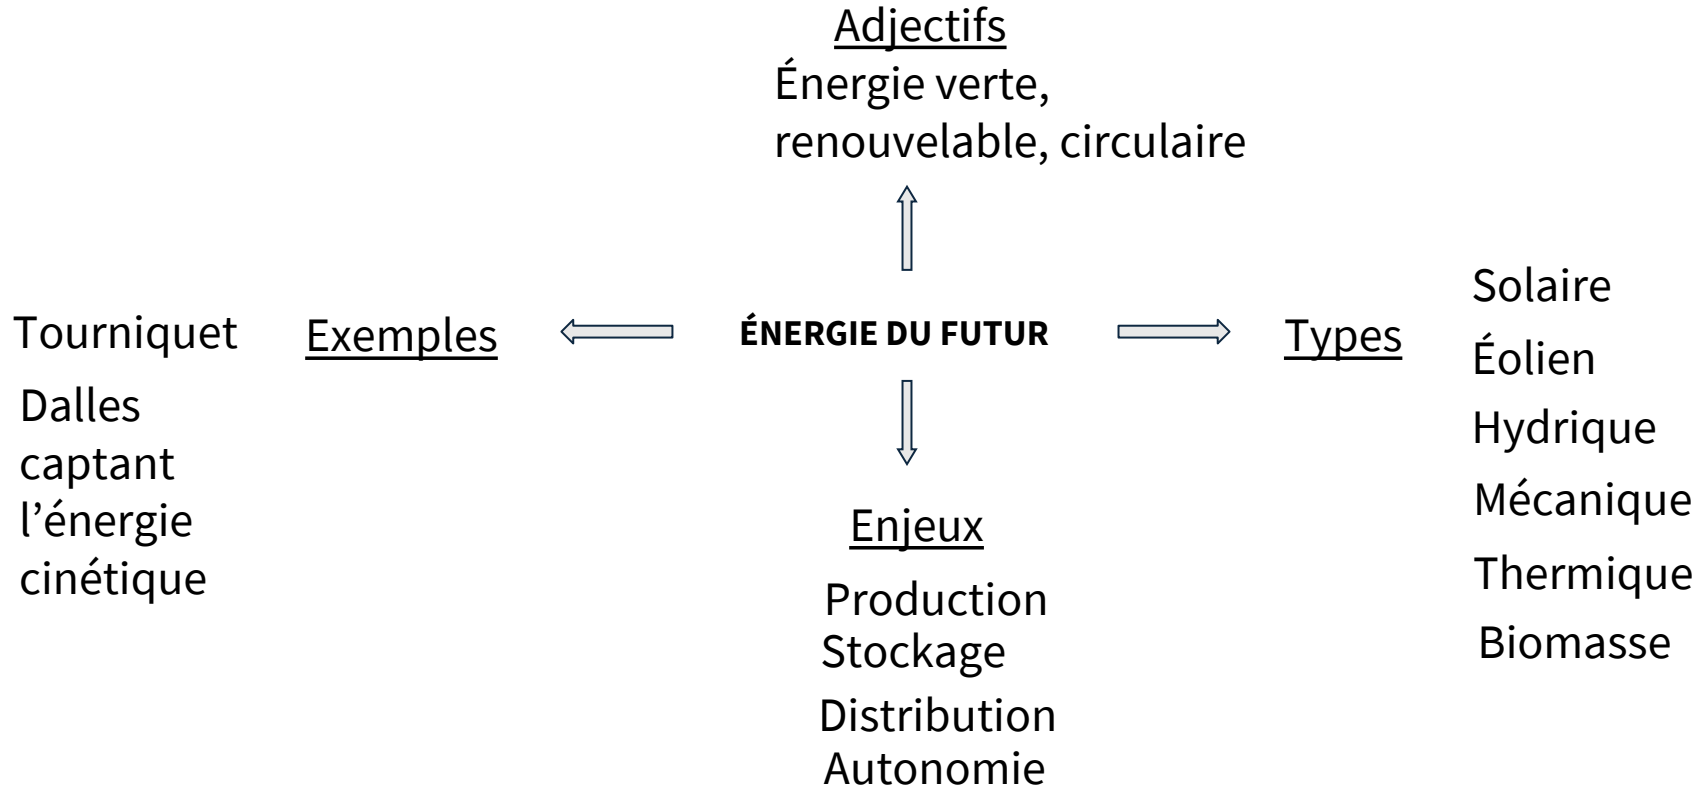 Adjectifs
Énergie verte,
renouvelable, circulaire
ÉNERGIE DU FUTUR
Exemples
Tourniquet
Dalles
captant
l’énergie
cinétique
Types
Solaire
Éolien
Hydrique
Mécanique
Thermique
Biomasse
Enjeux
Production
Stockage
Distribution
Autonomie